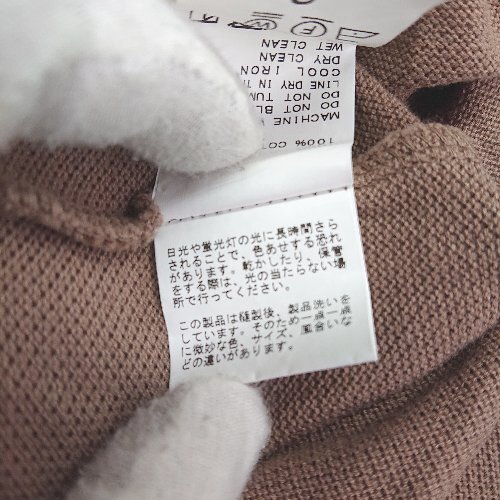 WET CLEAN
DRY CLEAN
COOL IRON
LINE DRY IN TH
DO NOT TUM
DO NOT BL
MACHINE
100% COT
日光や蛍光灯の光に長時間さら
されることで、色あせする恐れ
があります。乾かしたり、保管
をする際は、光の当たらない場
所で行ってください。
この製品は縫製後、製品洗いを
しています。そのため一点一点
に微妙な色、サイズ、風合いな
どの違いがあります。